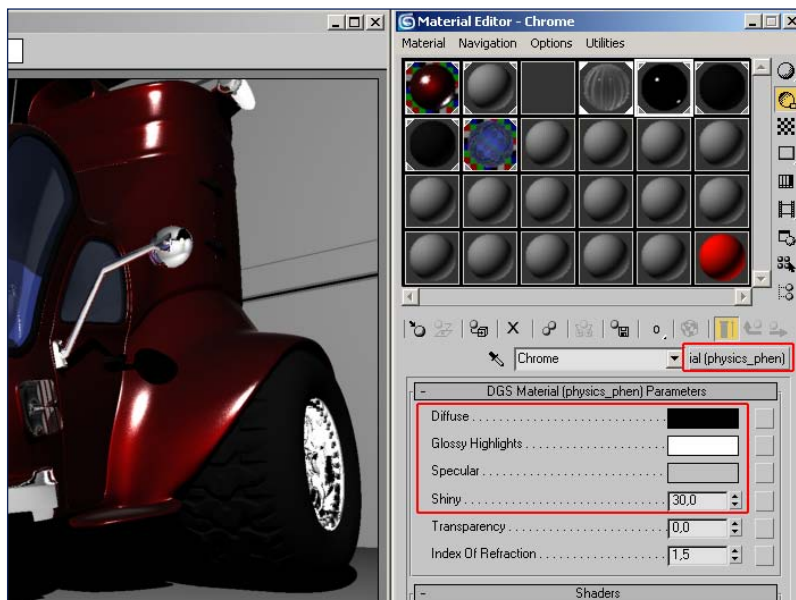 Material Editor - Chrome
Material Navigation Options Utilities
Chrome
ial (physics_phen)
- DGS Material (physics_phen) Parameters
Diffuse
Glossy Highlights
Specular
Shiny 30,0
Transparency 0,0
Index Of Refraction 1,5
- Shaders